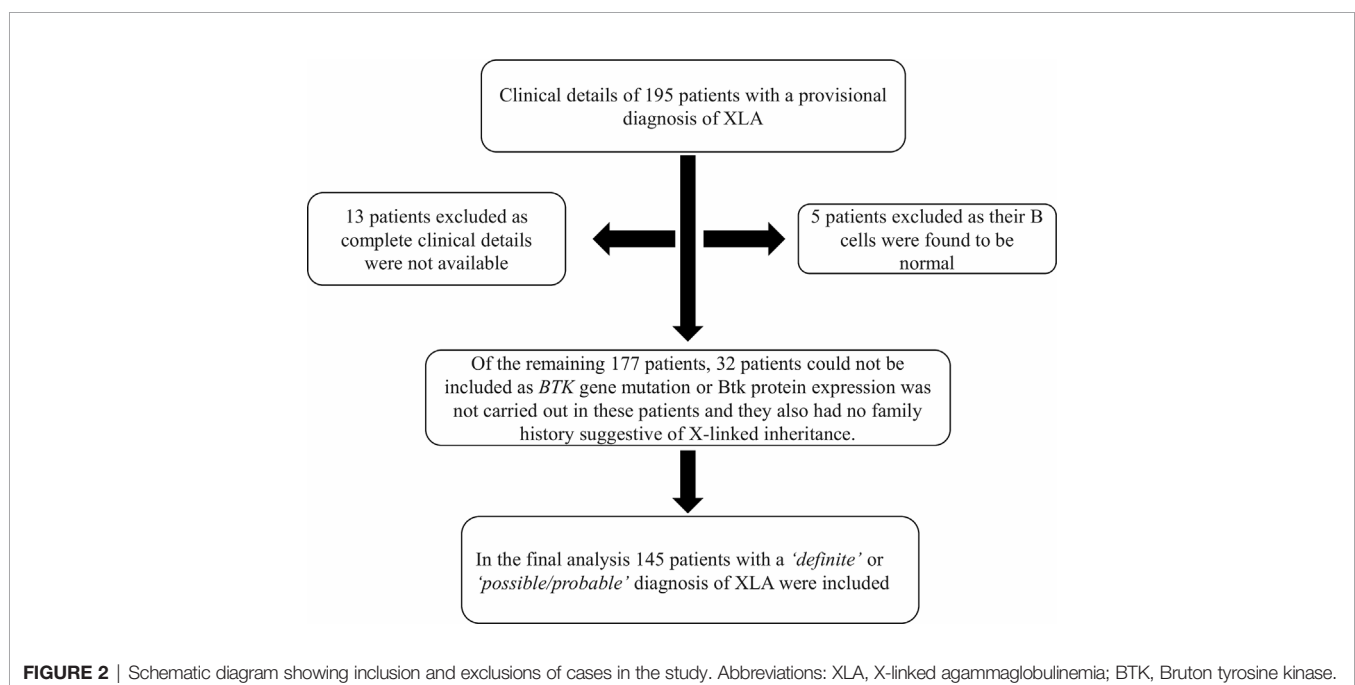 Clinical details of 195 patients with a provisional
diagnosis of XLA
13 patients excluded as
complete clinical details
were not available
5 patients excluded as their B
cells were found to be
normal
Of the remaining 177 patients, 32 patients could not be
included as BTK gene mutation or Btk protein expression was
not carried out in these patients and they also had no family
history suggestive of X-linked inheritance.
In the final analysis 145 patients with a ‘definite’ or
‘possible/probable’ diagnosis of XLA were included
FIGURE 2 | Schematic diagram showing inclusion and exclusions of cases in the study. Abbreviations: XLA, X-linked agammaglobulinemia; BTK, Bruton tyrosine kinase.